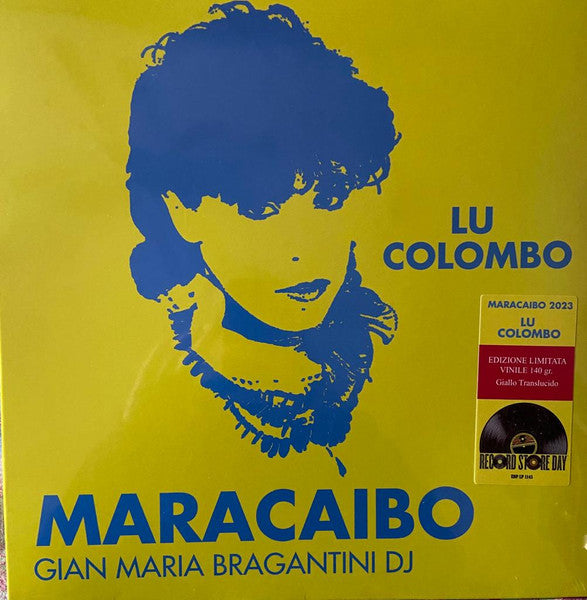 LU
COLOMBO
MARACAIBO 2023
LU
COLOMBO
EDIZIONE LIMITATA
VINILE 140 gr.
Giallo Translucido
RECORD STORE DAY
MARACAIBO
GIAN MARIA BRAGANTINI DJ